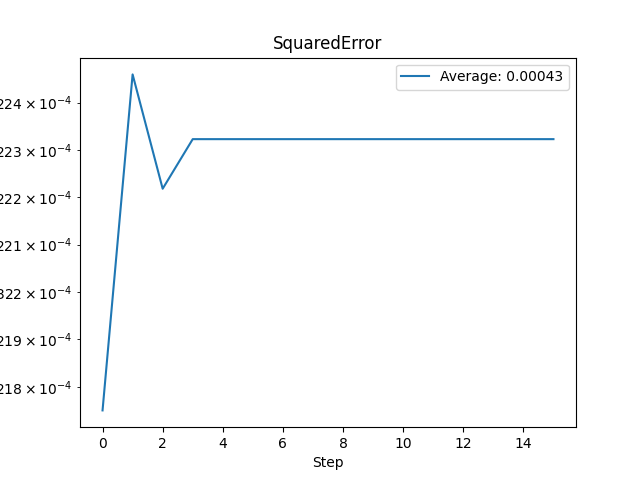 SquaredError
Average: 0.00043
224 × 10⁻⁴
223 × 10⁻⁴
222 × 10⁻⁴
221 × 10⁻⁴
322 × 10⁻⁴
219 × 10⁻⁴
218 × 10⁻⁴
0 2 4 6 8 10 12 14
Step